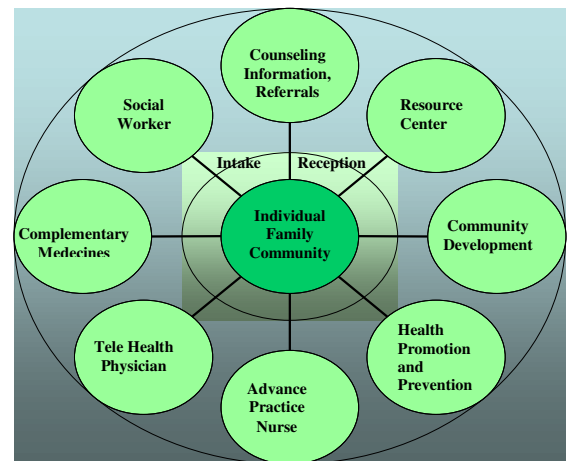 Counseling
Information,
Referrals
Social
Worker
Resource
Center
Intake
Reception
Individual
Family
Community
Complementary
Medecines
Community
Development
Tele Health
Physician
Health
Promotion
and
Prevention
Advance
Practice
Nurse